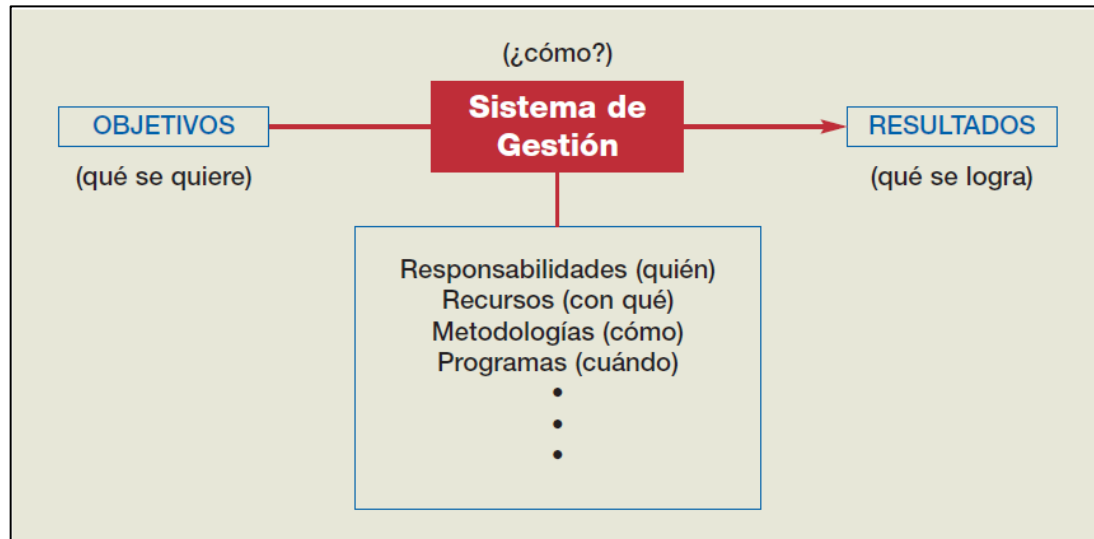 (¿cómo?)
Sistema de
Gestión
OBJETIVOS
(qué se quiere)
RESULTADOS
(qué se logra)
Responsabilidades (quién)
Recursos (con qué)
Metodologías (cómo)
Programas (cuándo)
•
•
•